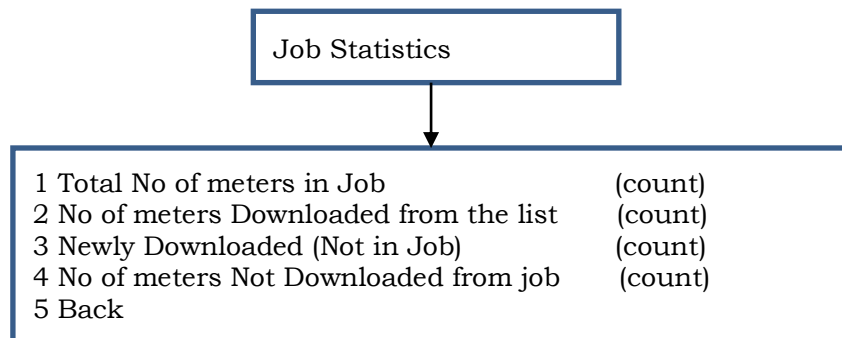 Job Statistics
1 Total No of meters in Job (count)
2 No of meters Downloaded from the list (count)
3 Newly Downloaded (Not in Job) (count)
4 No of meters Not Downloaded from job (count)
5 Back